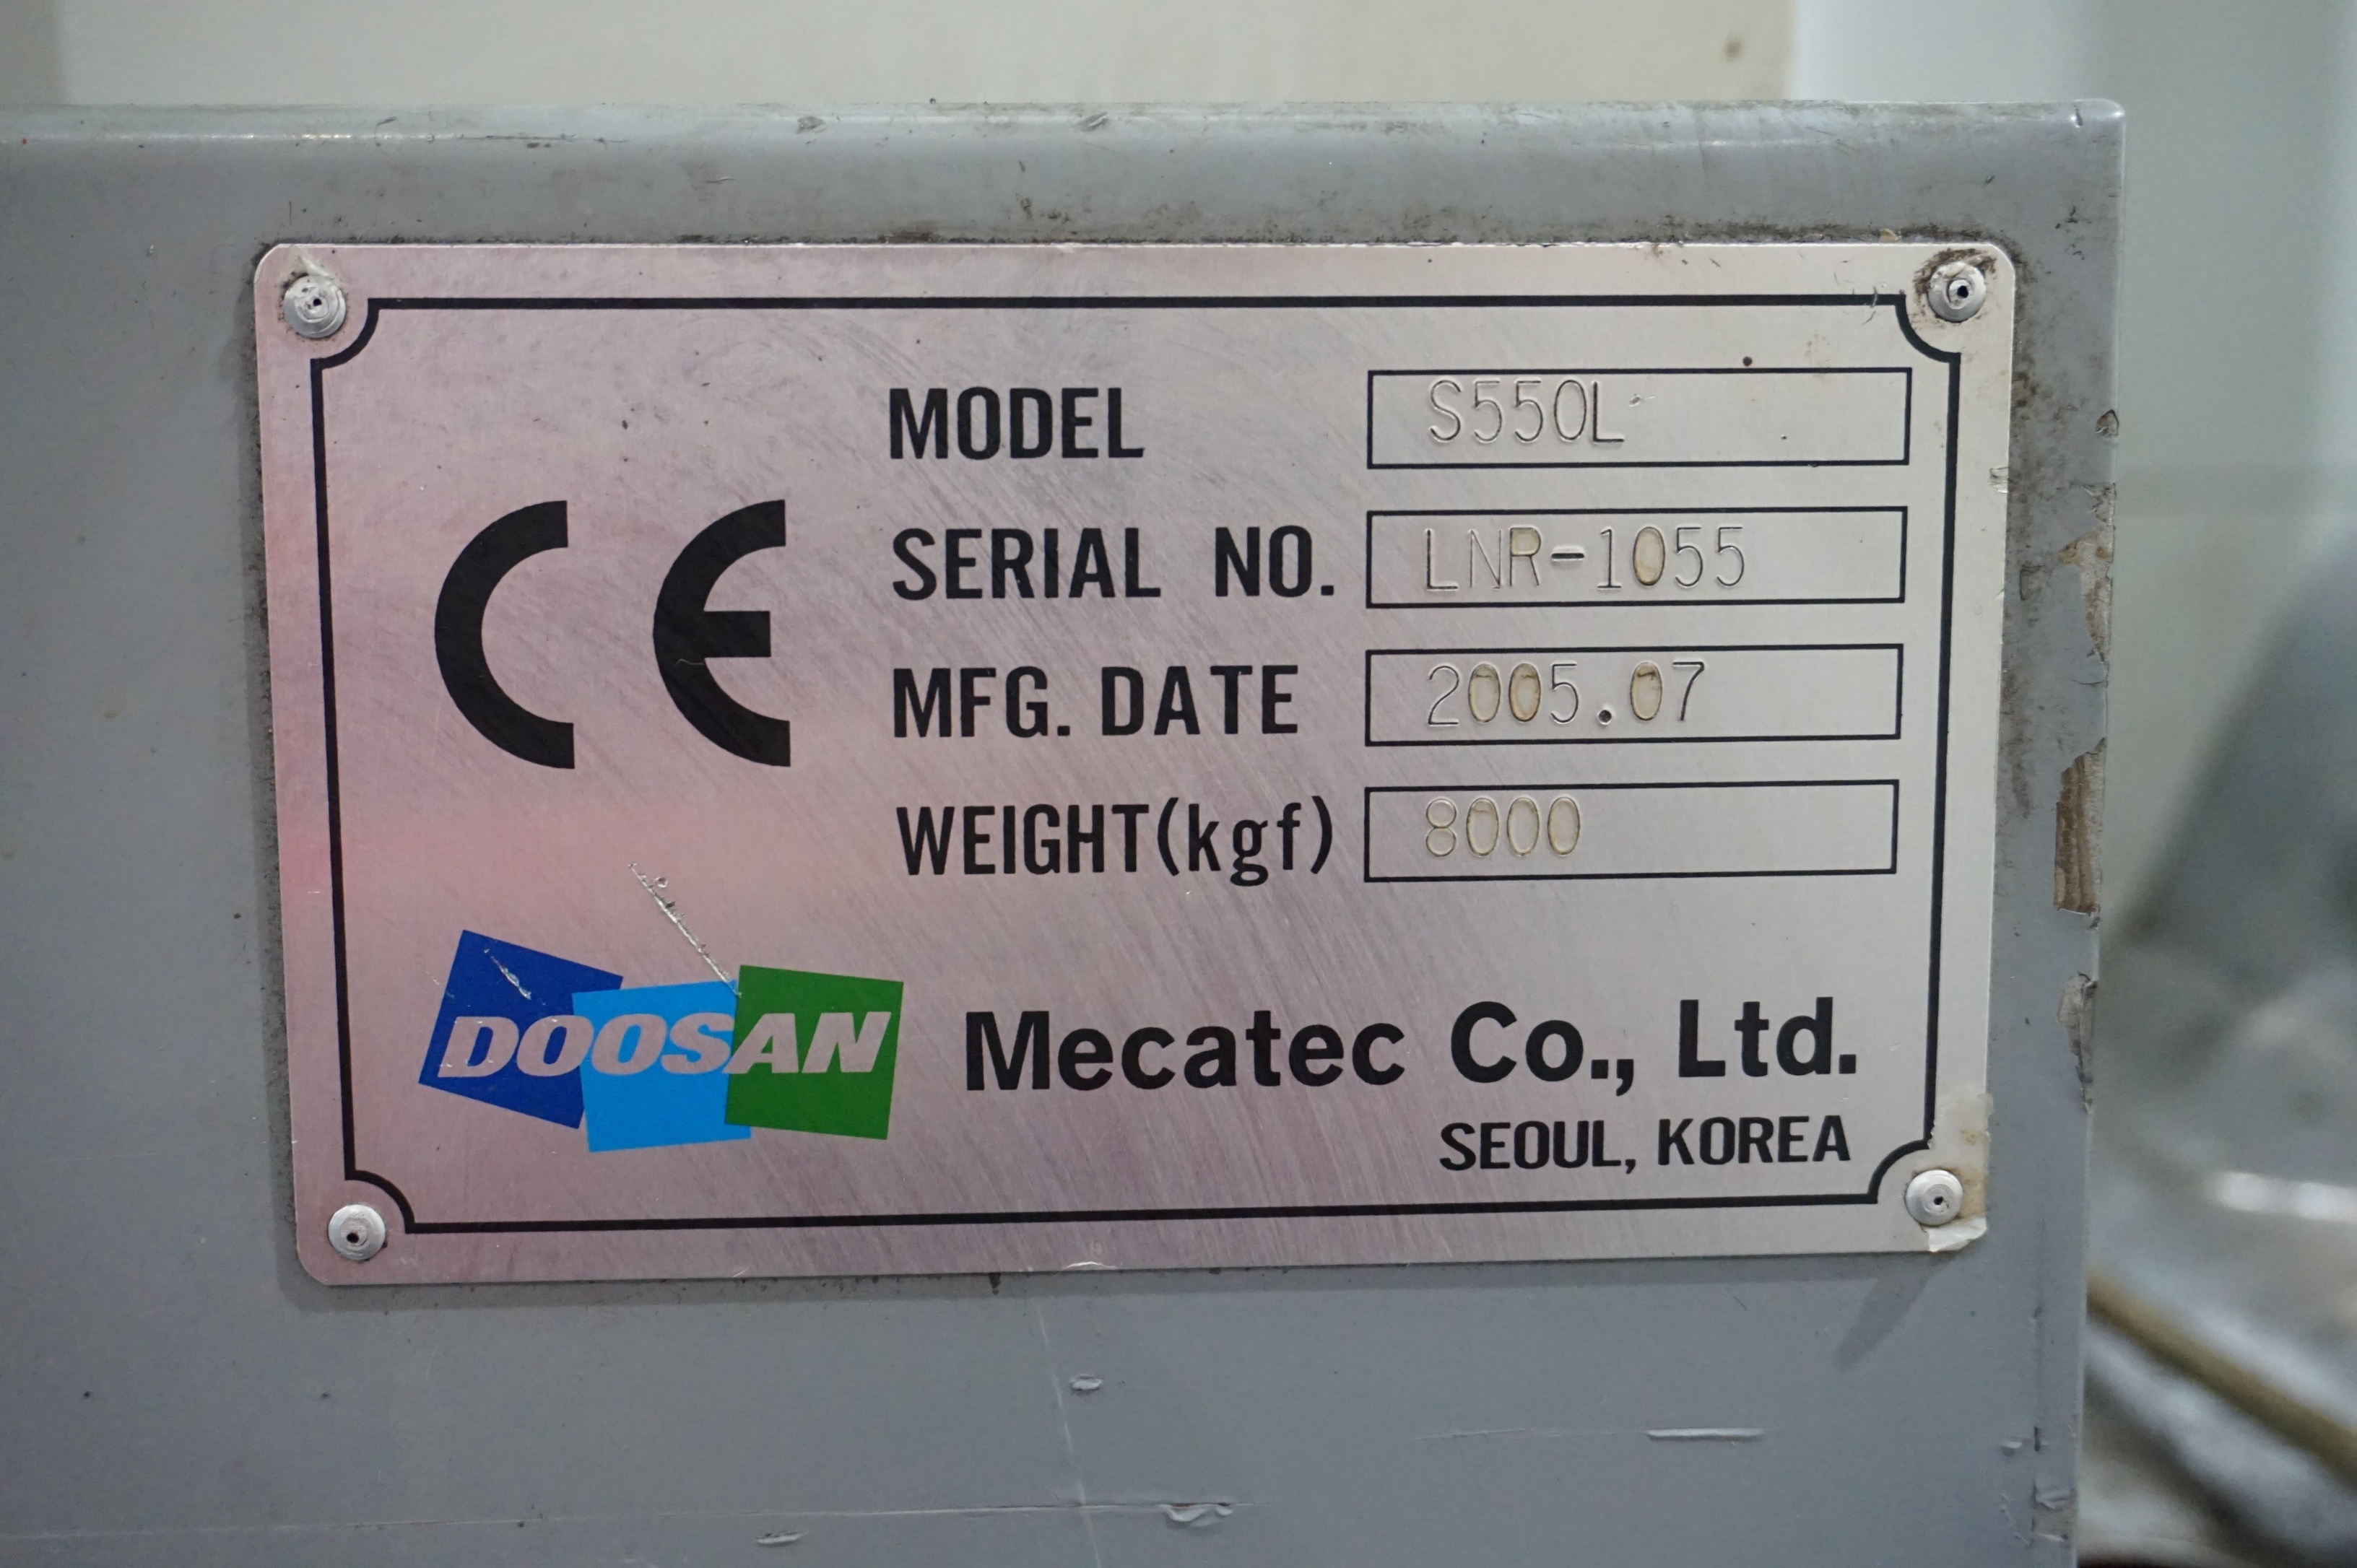 MODEL S550L
CE
SERIAL NO. LNR-1055
MFG. DATE 2005.07
WEIGHT(kgf) 8000
DOOSAN Mecatec Co., Ltd.
SEOUL, KOREA